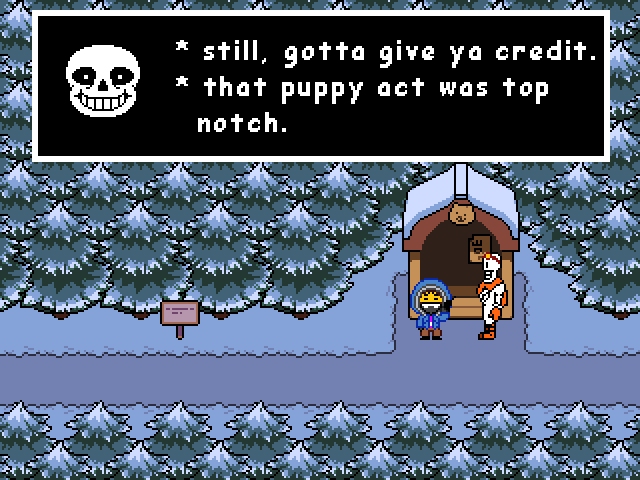 * still, gotta give ya credit.
* that puppy act was top
notch.